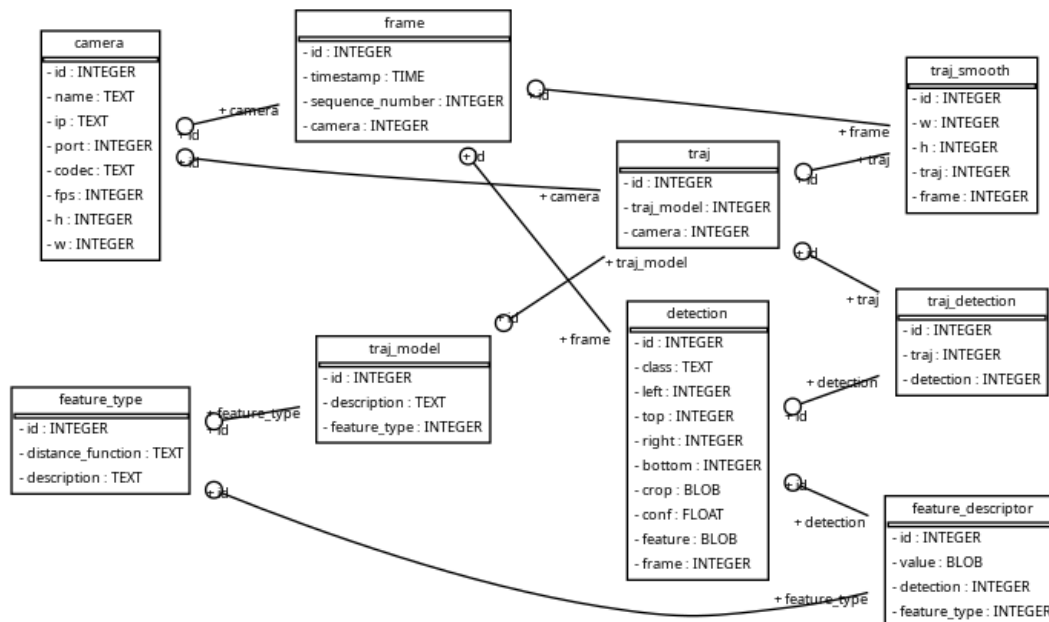 camera
- id : INTEGER
- name : TEXT
- ip : TEXT
- port : INTEGER
- codec : TEXT
- fps : INTEGER
- h : INTEGER
- w : INTEGER
frame
- id : INTEGER
- timestamp : TIME
- sequence_number : INTEGER
- camera : INTEGER
traj_smooth
- id : INTEGER
- w : INTEGER
- h : INTEGER
- traj : INTEGER
- frame : INTEGER
+ id
+ camera
+ id
+ camera
+ id
+ frame
+ id
+ frame
traj
- id : INTEGER
- traj_model : INTEGER
- camera : INTEGER
+ id
+ traj
+ id
+ traj
+ id
+ traj_model
traj_model
- id : INTEGER
- description : TEXT
- feature_type : INTEGER
detection
- id : INTEGER
- class : TEXT
- left : INTEGER
- top : INTEGER
- right : INTEGER
- bottom : INTEGER
- crop : BLOB
- conf : FLOAT
- feature : BLOB
- frame : INTEGER
traj_detection
- id : INTEGER
- traj : INTEGER
- detection : INTEGER
+ id
+ detection
+ id
+ detection
feature_type
- id : INTEGER
- distance_function : TEXT
- description : TEXT
+ id
+ feature_type
+ id
+ feature_type
feature_descriptor
- id : INTEGER
- value : BLOB
- detection : INTEGER
- feature_type : INTEGER